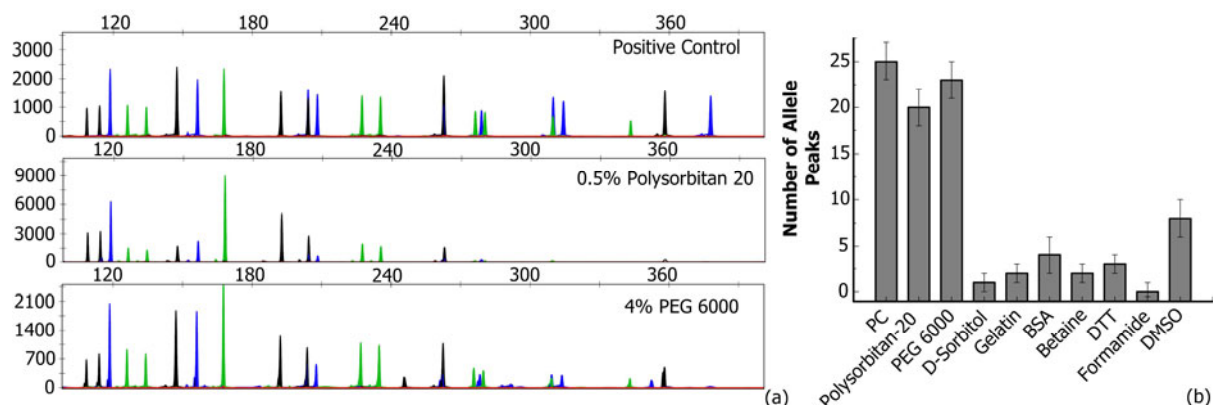 120 180 240 300 360
3000
2000
1000
0
Positive Control
120 180 240 300 360
9000
6000
3000
0
0.5% Polysorbitan 20
120 180 240 300 360
2100
1400
700
0
4% PEG 6000
(a)
Number of Allele
Peaks
25
20
15
10
5
0
PC
Polysorbitan-20
PEG 6000
D-Sorbitol
Gelatin
BSA
Betaine
DTT
Formamide
DMSO
(b)